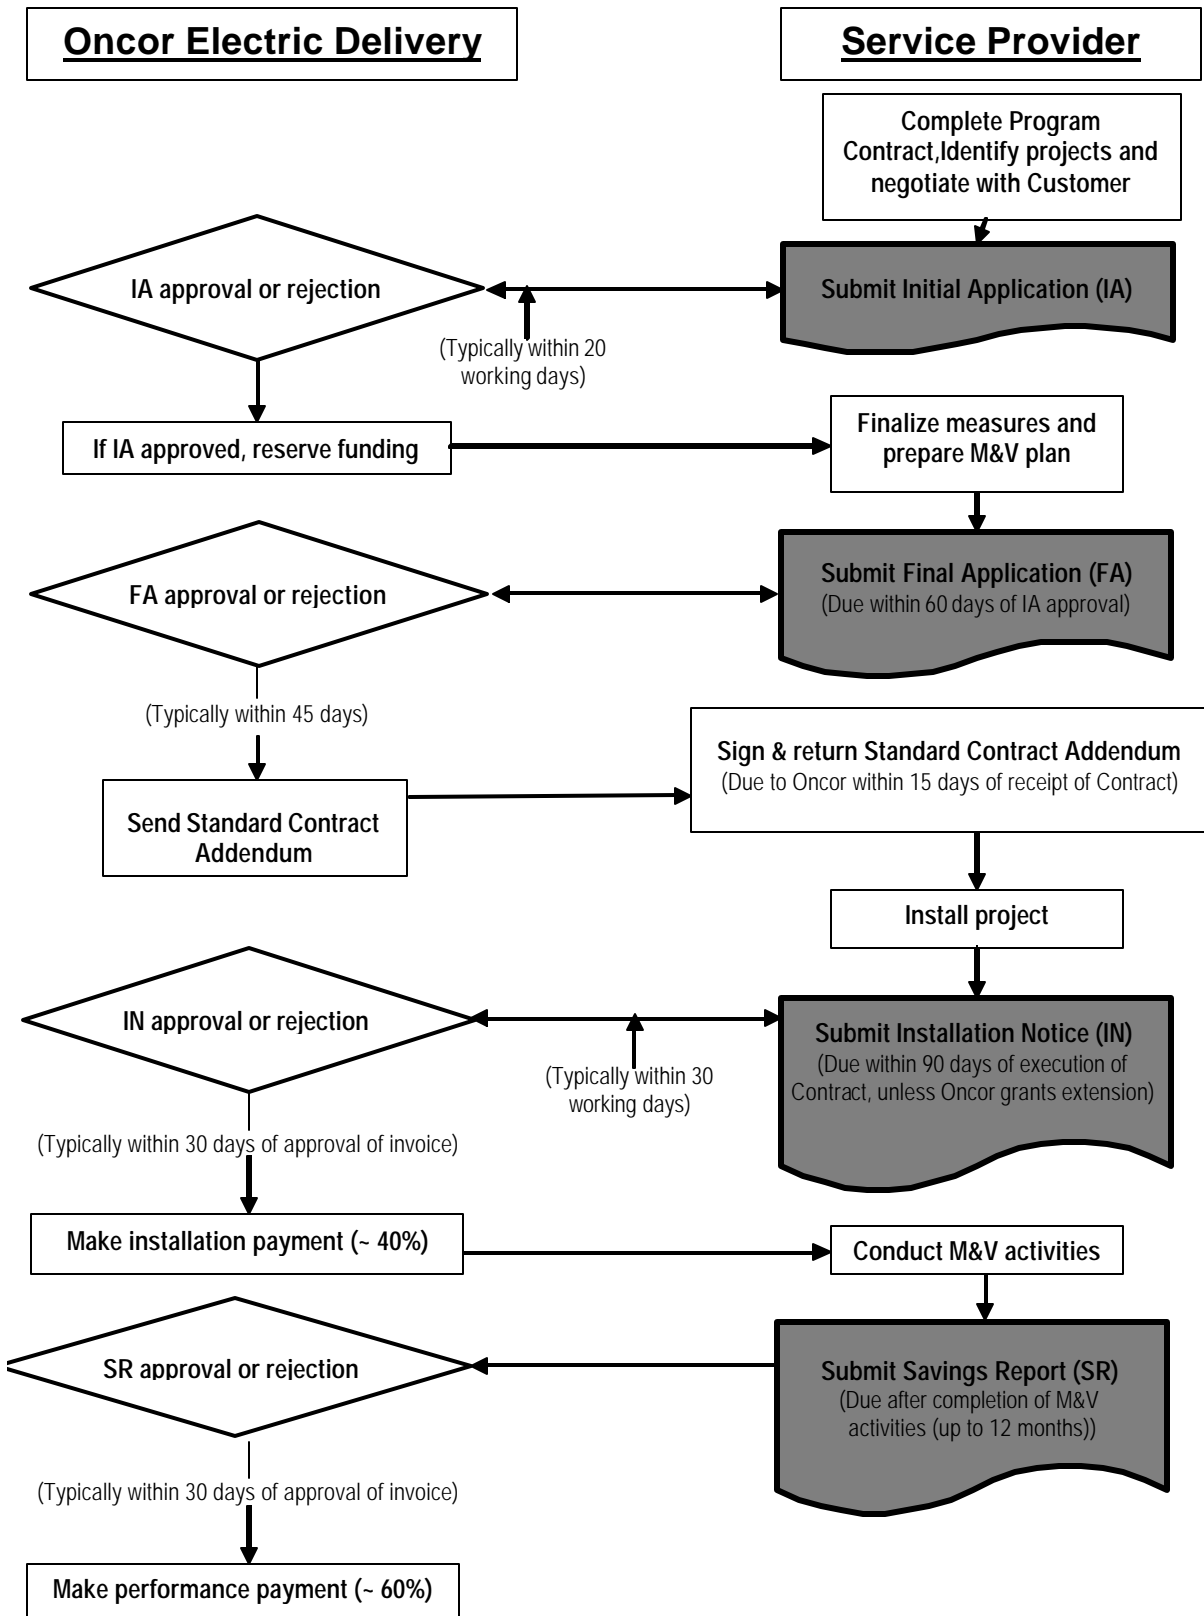 Oncor Electric Delivery
Service Provider
Complete Program
Contract,Identify projects and
negotiate with Customer
IA approval or rejection
Submit Initial Application (IA)
(Typically within 20
working days)
If IA approved, reserve funding
Finalize measures and
prepare M&V plan
FA approval or rejection
Submit Final Application (FA)
(Due within 60 days of IA approval)
(Typically within 45 days)
Sign & return Standard Contract Addendum
(Due to Oncor within 15 days of receipt of Contract)
Send Standard Contract
Addendum
Install project
IN approval or rejection
Submit Installation Notice (IN)
(Due within 90 days of execution of
Contract, unless Oncor grants extension)
(Typically within 30
working days)
(Typically within 30 days of approval of invoice)
Make installation payment (~ 40%)
Conduct M&V activities
SR approval or rejection
Submit Savings Report (SR)
(Due after completion of M&V
activities (up to 12 months))
(Typically within 30 days of approval of invoice)
Make performance payment (~ 60%)